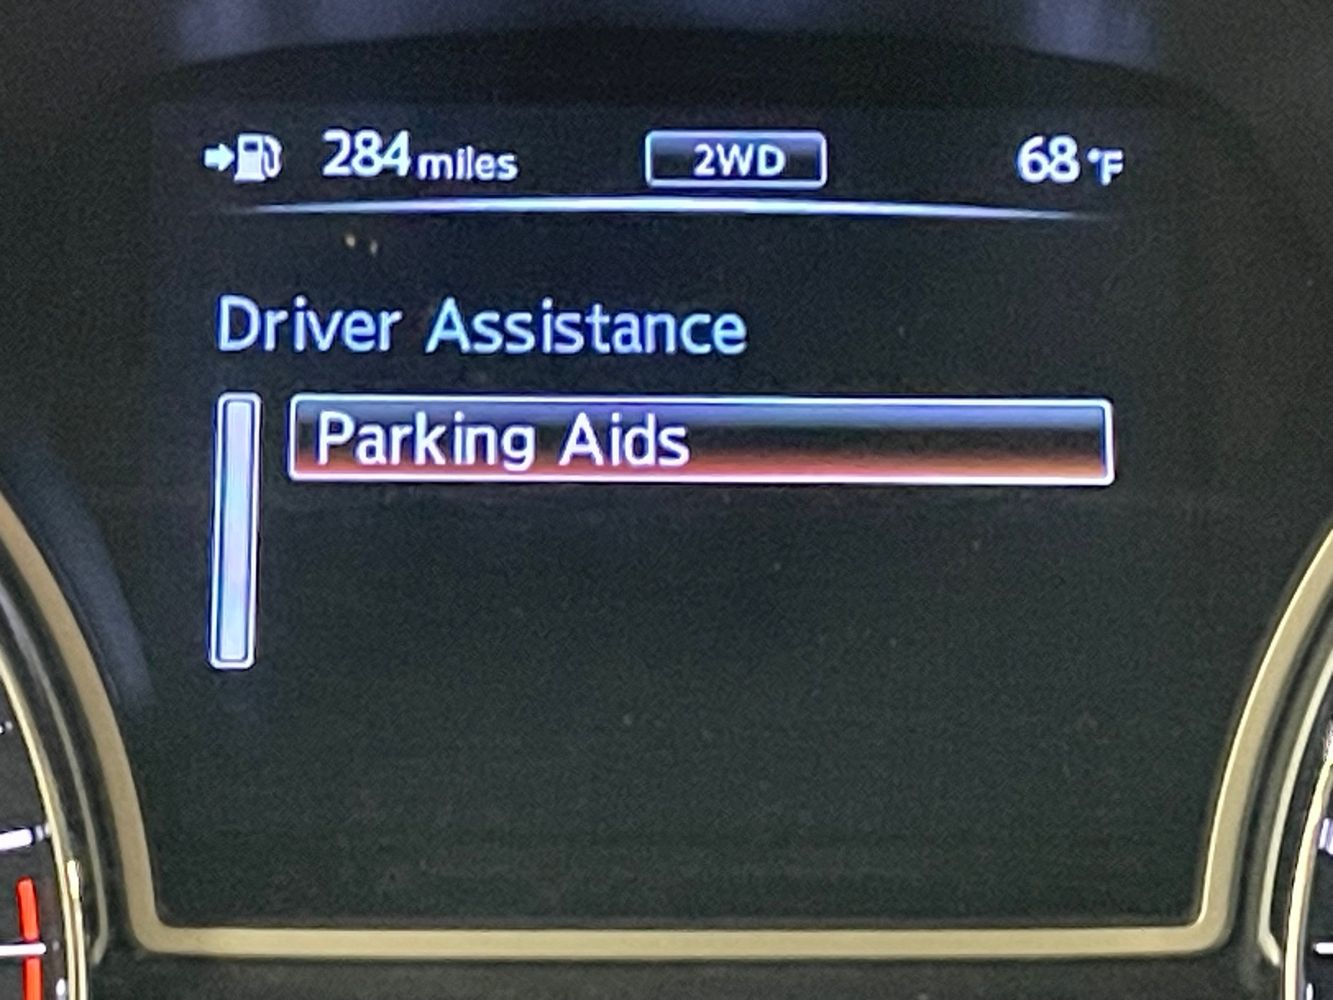 284 miles 2WD 68 °F
Driver Assistance
Parking Aids